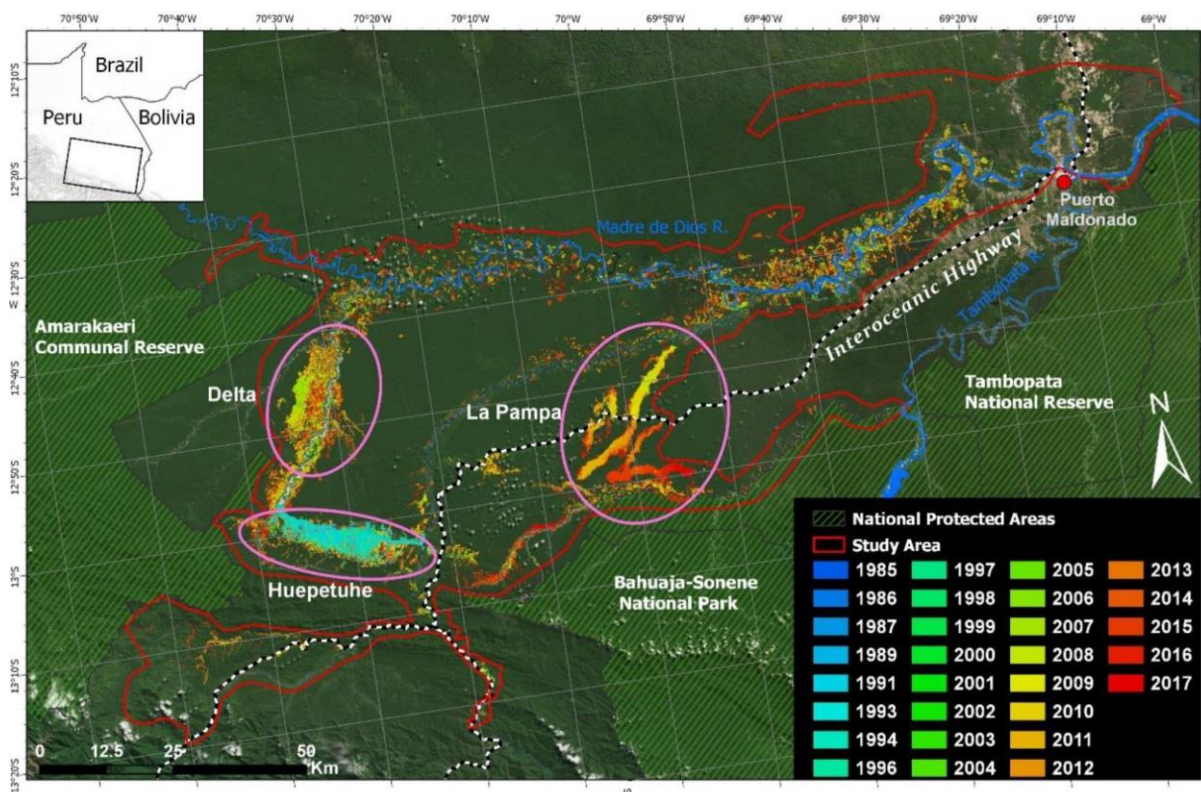 70°50'W
70°40'W
70°30'W
70°20'W
70°10'W
70°W
69°50'W
69°40'W
69°30'W
69°20'W
69°10'W
69°W
Brazil
Peru
Bolivia
12°10'S
12°20'S
12°30'S
12°40'S
12°50'S
13°S
13°10'S
13°20'S
Puerto
Maldonado
Madre de Dios R.
Interoceanic Highway
Tambopata R.
Amarakaeri
Communal Reserve
Delta
La Pampa
Tambopata
National Reserve
N
Huepetuhe
Bahuaja-Sonene
National Park
National Protected Areas
Study Area
1985 1997 2005 2013
1986 1998 2006 2014
1987 1999 2007 2015
1989 2000 2008 2016
1991 2001 2009 2017
1993 2002 2010
1994 2003 2011
1996 2004 2012
0 12.5 25 50
Km